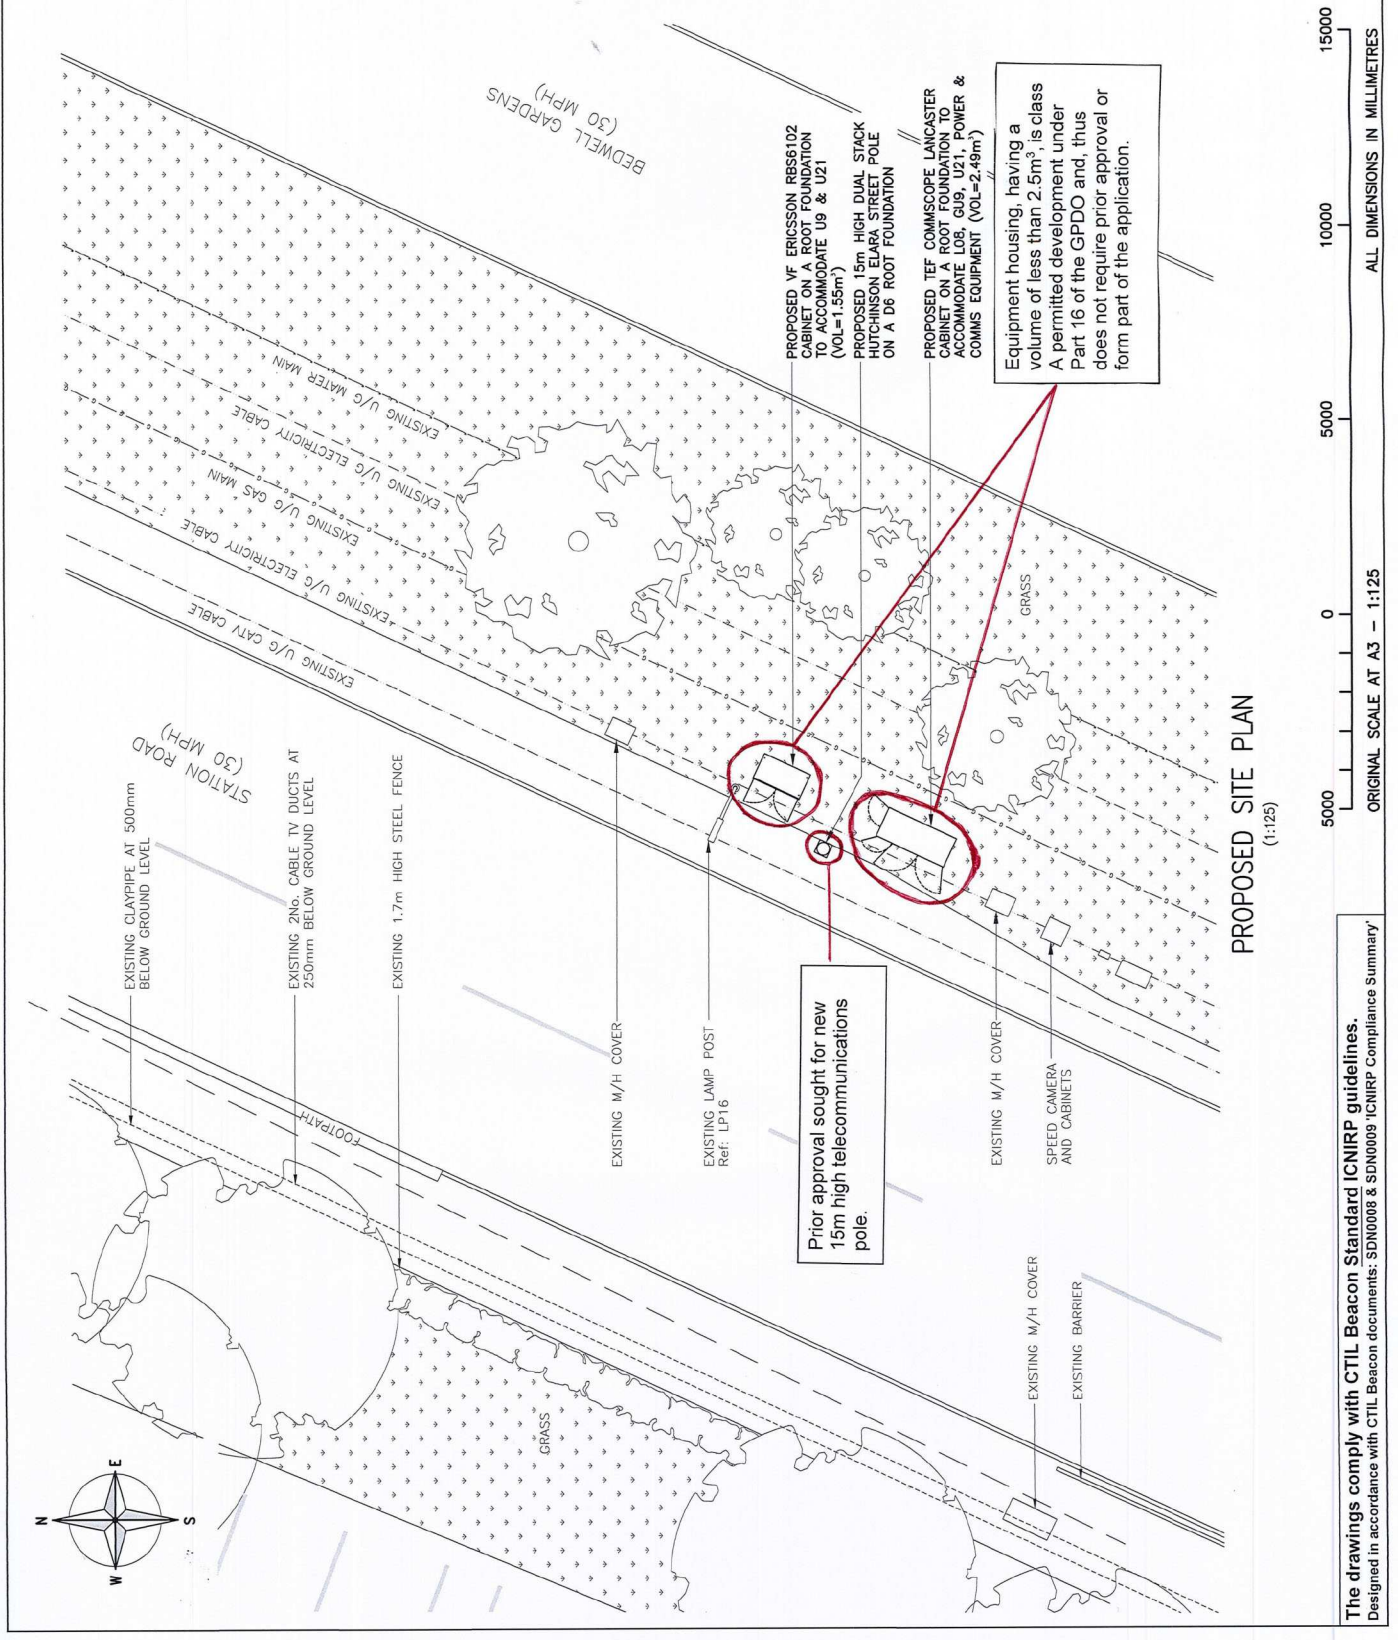 N
W
E
S
EXISTING CLAYPIPE AT 500mm
BELOW GROUND LEVEL
STATION ROAD
(30 MPH)
EXISTING 2No. CABLE TV DUCTS AT
250mm BELOW GROUND LEVEL
EXISTING 1.7m HIGH STEEL FENCE
FOOTPATH
GRASS
EXISTING U/G CATV CABLE
EXISTING U/G ELECTRICITY CABLE
EXISTING U/G GAS MAIN
EXISTING U/G ELECTRICITY CABLE
EXISTING U/G MATER MAIN
BEDWELL GARDENS
(30 MPH)
EXISTING M/H COVER
EXISTING LAMP POST
Ref: LP16
PROPOSED VF ERICSSON RBS6102
CABINET ON A ROOT FOUNDATION
TO ACCOMMODATE U9 & U21
(VOL=1.55m³)
PROPOSED 15m HIGH DUAL STACK
HUTCHINSON ELARA STREET POLE
ON A D6 ROOT FOUNDATION
PROPOSED TEF COMMSCOPE LANCASTER
CABINET ON A ROOT FOUNDATION TO
ACCOMMODATE L08, GU9, U21, POWER &
COMMS EQUIPMENT (VOL=2.49m³)
Equipment housing, having a
volume of less than 2.5m³, is class
A permitted development under
Part 16 of the GPDO and, thus
does not require prior approval or
form part of the application.
Prior approval sought for new
15m high telecommunications
pole.
GRASS
EXISTING M/H COVER
SPEED CAMERA
AND CABINETS
EXISTING M/H COVER
EXISTING BARRIER
PROPOSED SITE PLAN
(1:125)
5000 0 5000 10000 15000
ORIGINAL SCALE AT A3 – 1:125
ALL DIMENSIONS IN MILLIMETRES
The drawings comply with CTIL Beacon Standard ICNIRP guidelines.
Designed in accordance with CTIL Beacon documents: SDN0008 & SDN0009 'ICNIRP Compliance Summary'